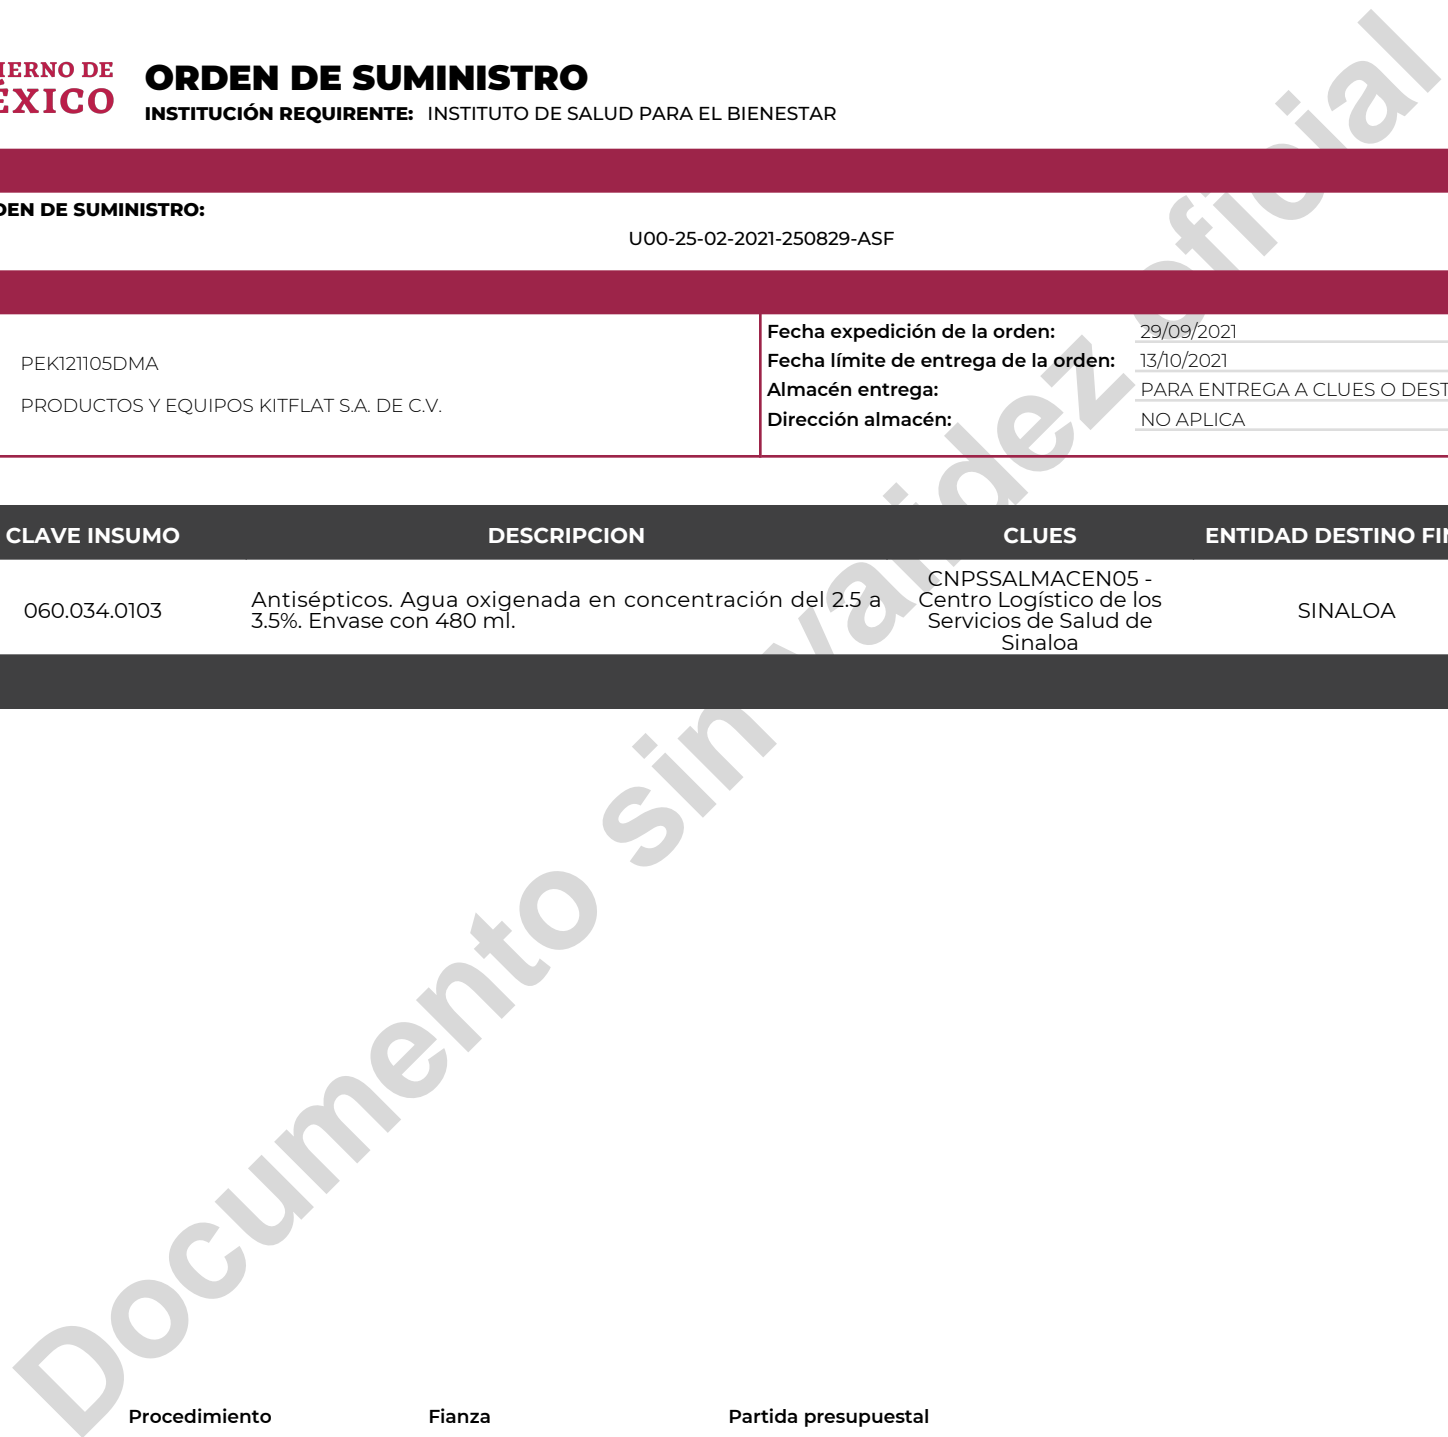 IERNO DE
ÉXICO
ORDEN DE SUMINISTRO
INSTITUCIÓN REQUIRENTE: INSTITUTO DE SALUD PARA EL BIENESTAR
DEN DE SUMINISTRO:
U00-25-02-2021-250829-ASF
PEK121105DMA
PRODUCTOS Y EQUIPOS KITFLAT S.A. DE C.V.
Fecha expedición de la orden: 29/09/2021
Fecha límite de entrega de la orden: 13/10/2021
Almacén entrega: PARA ENTREGA A CLUES O DEST
Dirección almacén: NO APLICA
CLAVE INSUMO DESCRIPCION CLUES ENTIDAD DESTINO FIN
060.034.0103
Antisépticos. Agua oxigenada en concentración del 2.5 a
3.5%. Envase con 480 ml.
CNPSSALMACEN05 -
Centro Logístico de los
Servicios de Salud de
Sinaloa
SINALOA
Documento sin validez oficial
Procedimiento Fianza Partida presupuestal